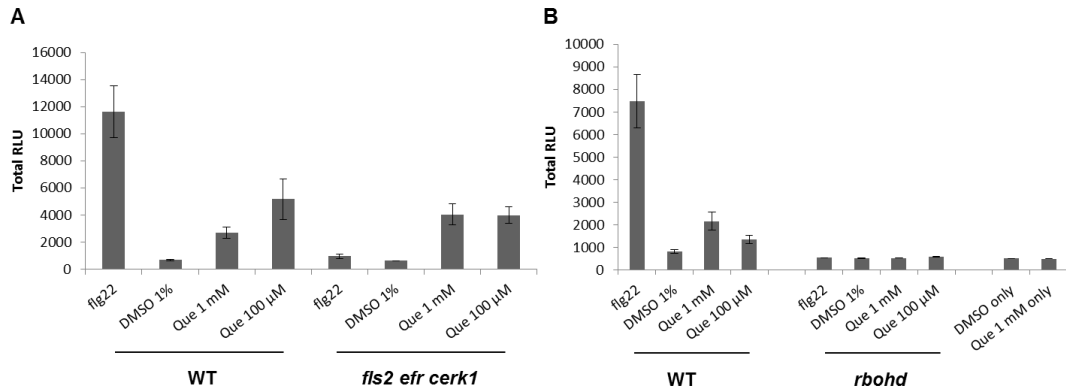 A
16000
14000
12000
10000
8000
6000
4000
2000
0
Total RLU
flg22
DMSO 1%
Que 1 mM
Que 100 µM
flg22
DMSO 1%
Que 1 mM
Que 100 µM
WT
fls2 efr cerk1
B
10000
9000
8000
7000
6000
5000
4000
3000
2000
1000
0
Total RLU
flg22
DMSO 1%
Que 1 mM
Que 100 µM
flg22
DMSO 1%
Que 1 mM
Que 100 µM
DMSO only
Que 1 mM only
WT
rbohd